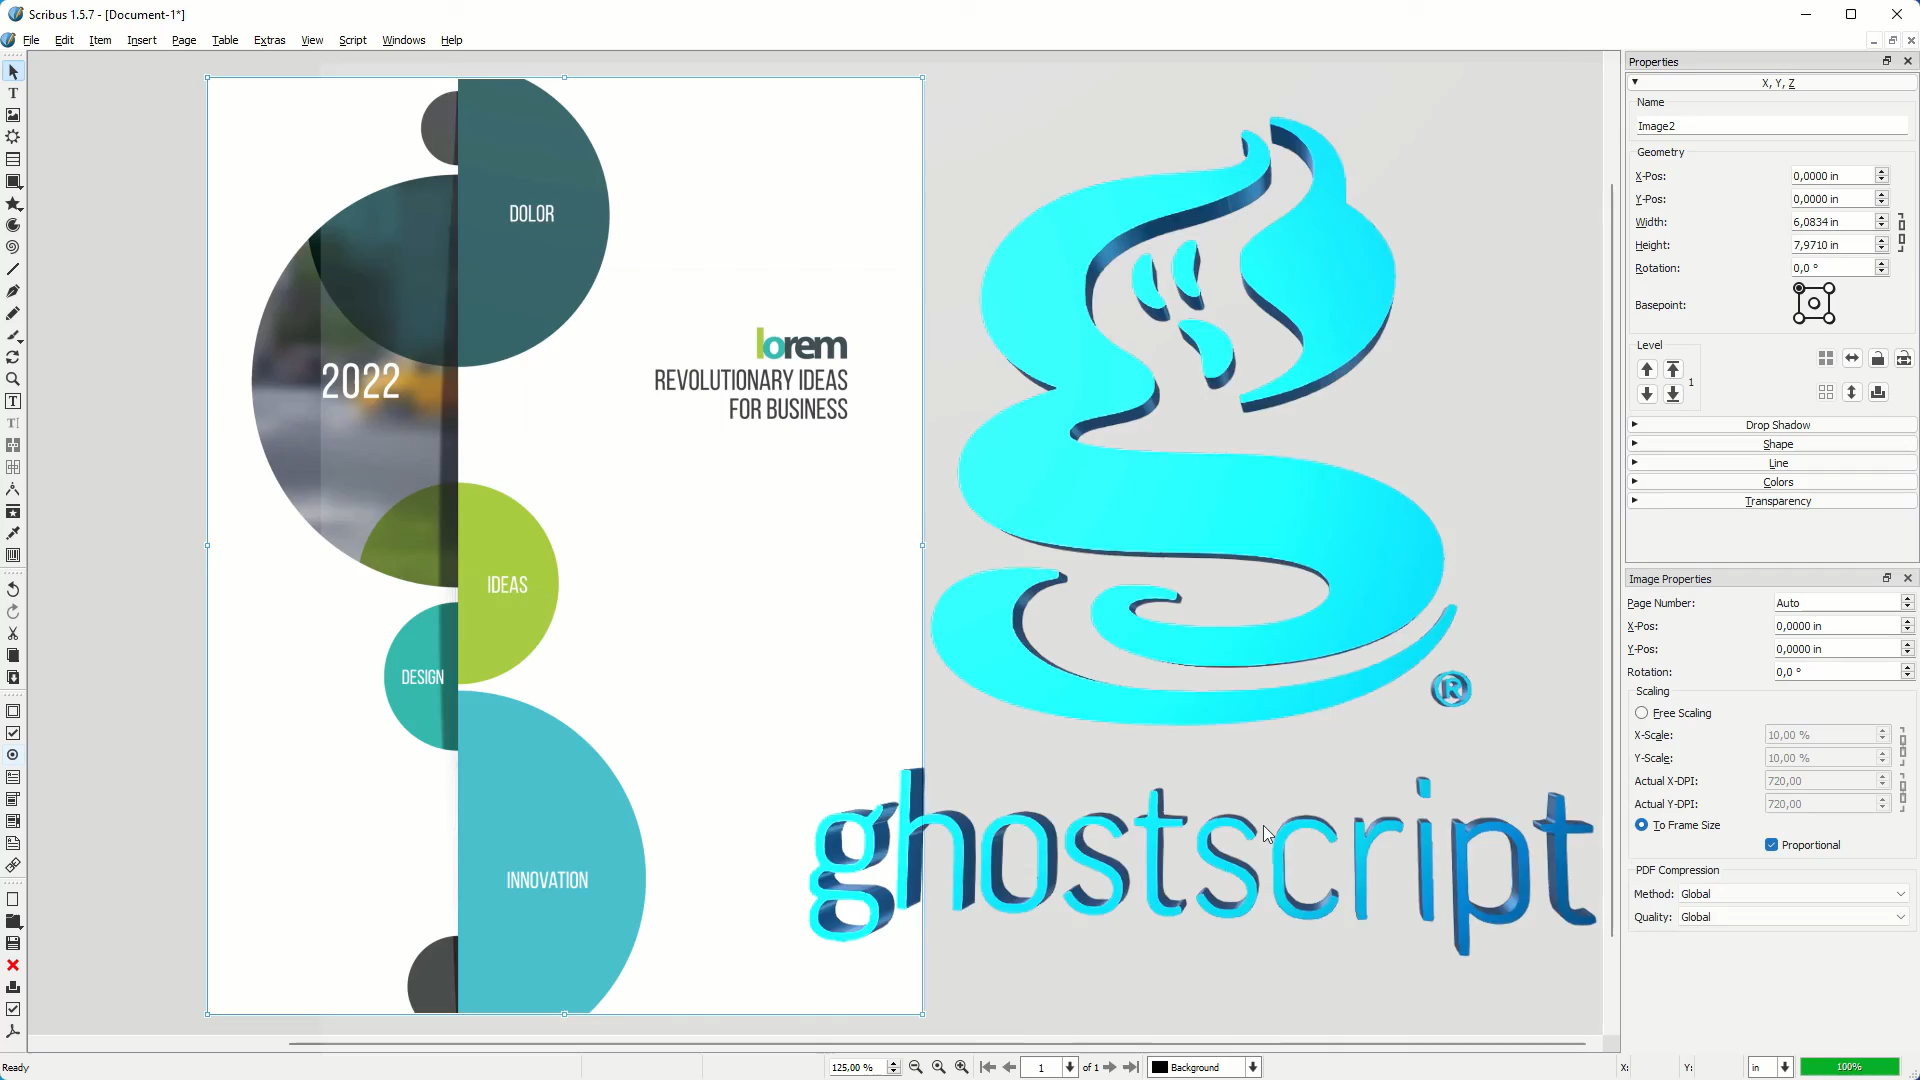 Scribus 1.5.7 - [Document-1*]
File Edit Item Insert Page Table Extras View Script Windows Help
Properties
X, Y, Z
Name
Image2
Geometry
X-Pos: 0,0000 in
Y-Pos: 0,0000 in
Width: 6,0834 in
Height: 7,9710 in
Rotation: 0,0 °
Basepoint:
Level
1
Drop Shadow
Shape
Line
Colors
Transparency
Image Properties
Page Number: Auto
X-Pos: 0,0000 in
Y-Pos: 0,0000 in
Rotation: 0,0 °
Scaling
Free Scaling
X-Scale: 10,00 %
Y-Scale: 10,00 %
Actual X-DPI: 720,00
Actual Y-DPI: 720,00
To Frame Size
Proportional
PDF Compression
Method: Global
Quality: Global
DOLOR
2022
lorem
REVOLUTIONARY IDEAS
FOR BUSINESS
IDEAS
DESIGN
INNOVATION
®
ghostscript
Ready
125,00 %
1 of 1
Background
X:
Y:
in
100%